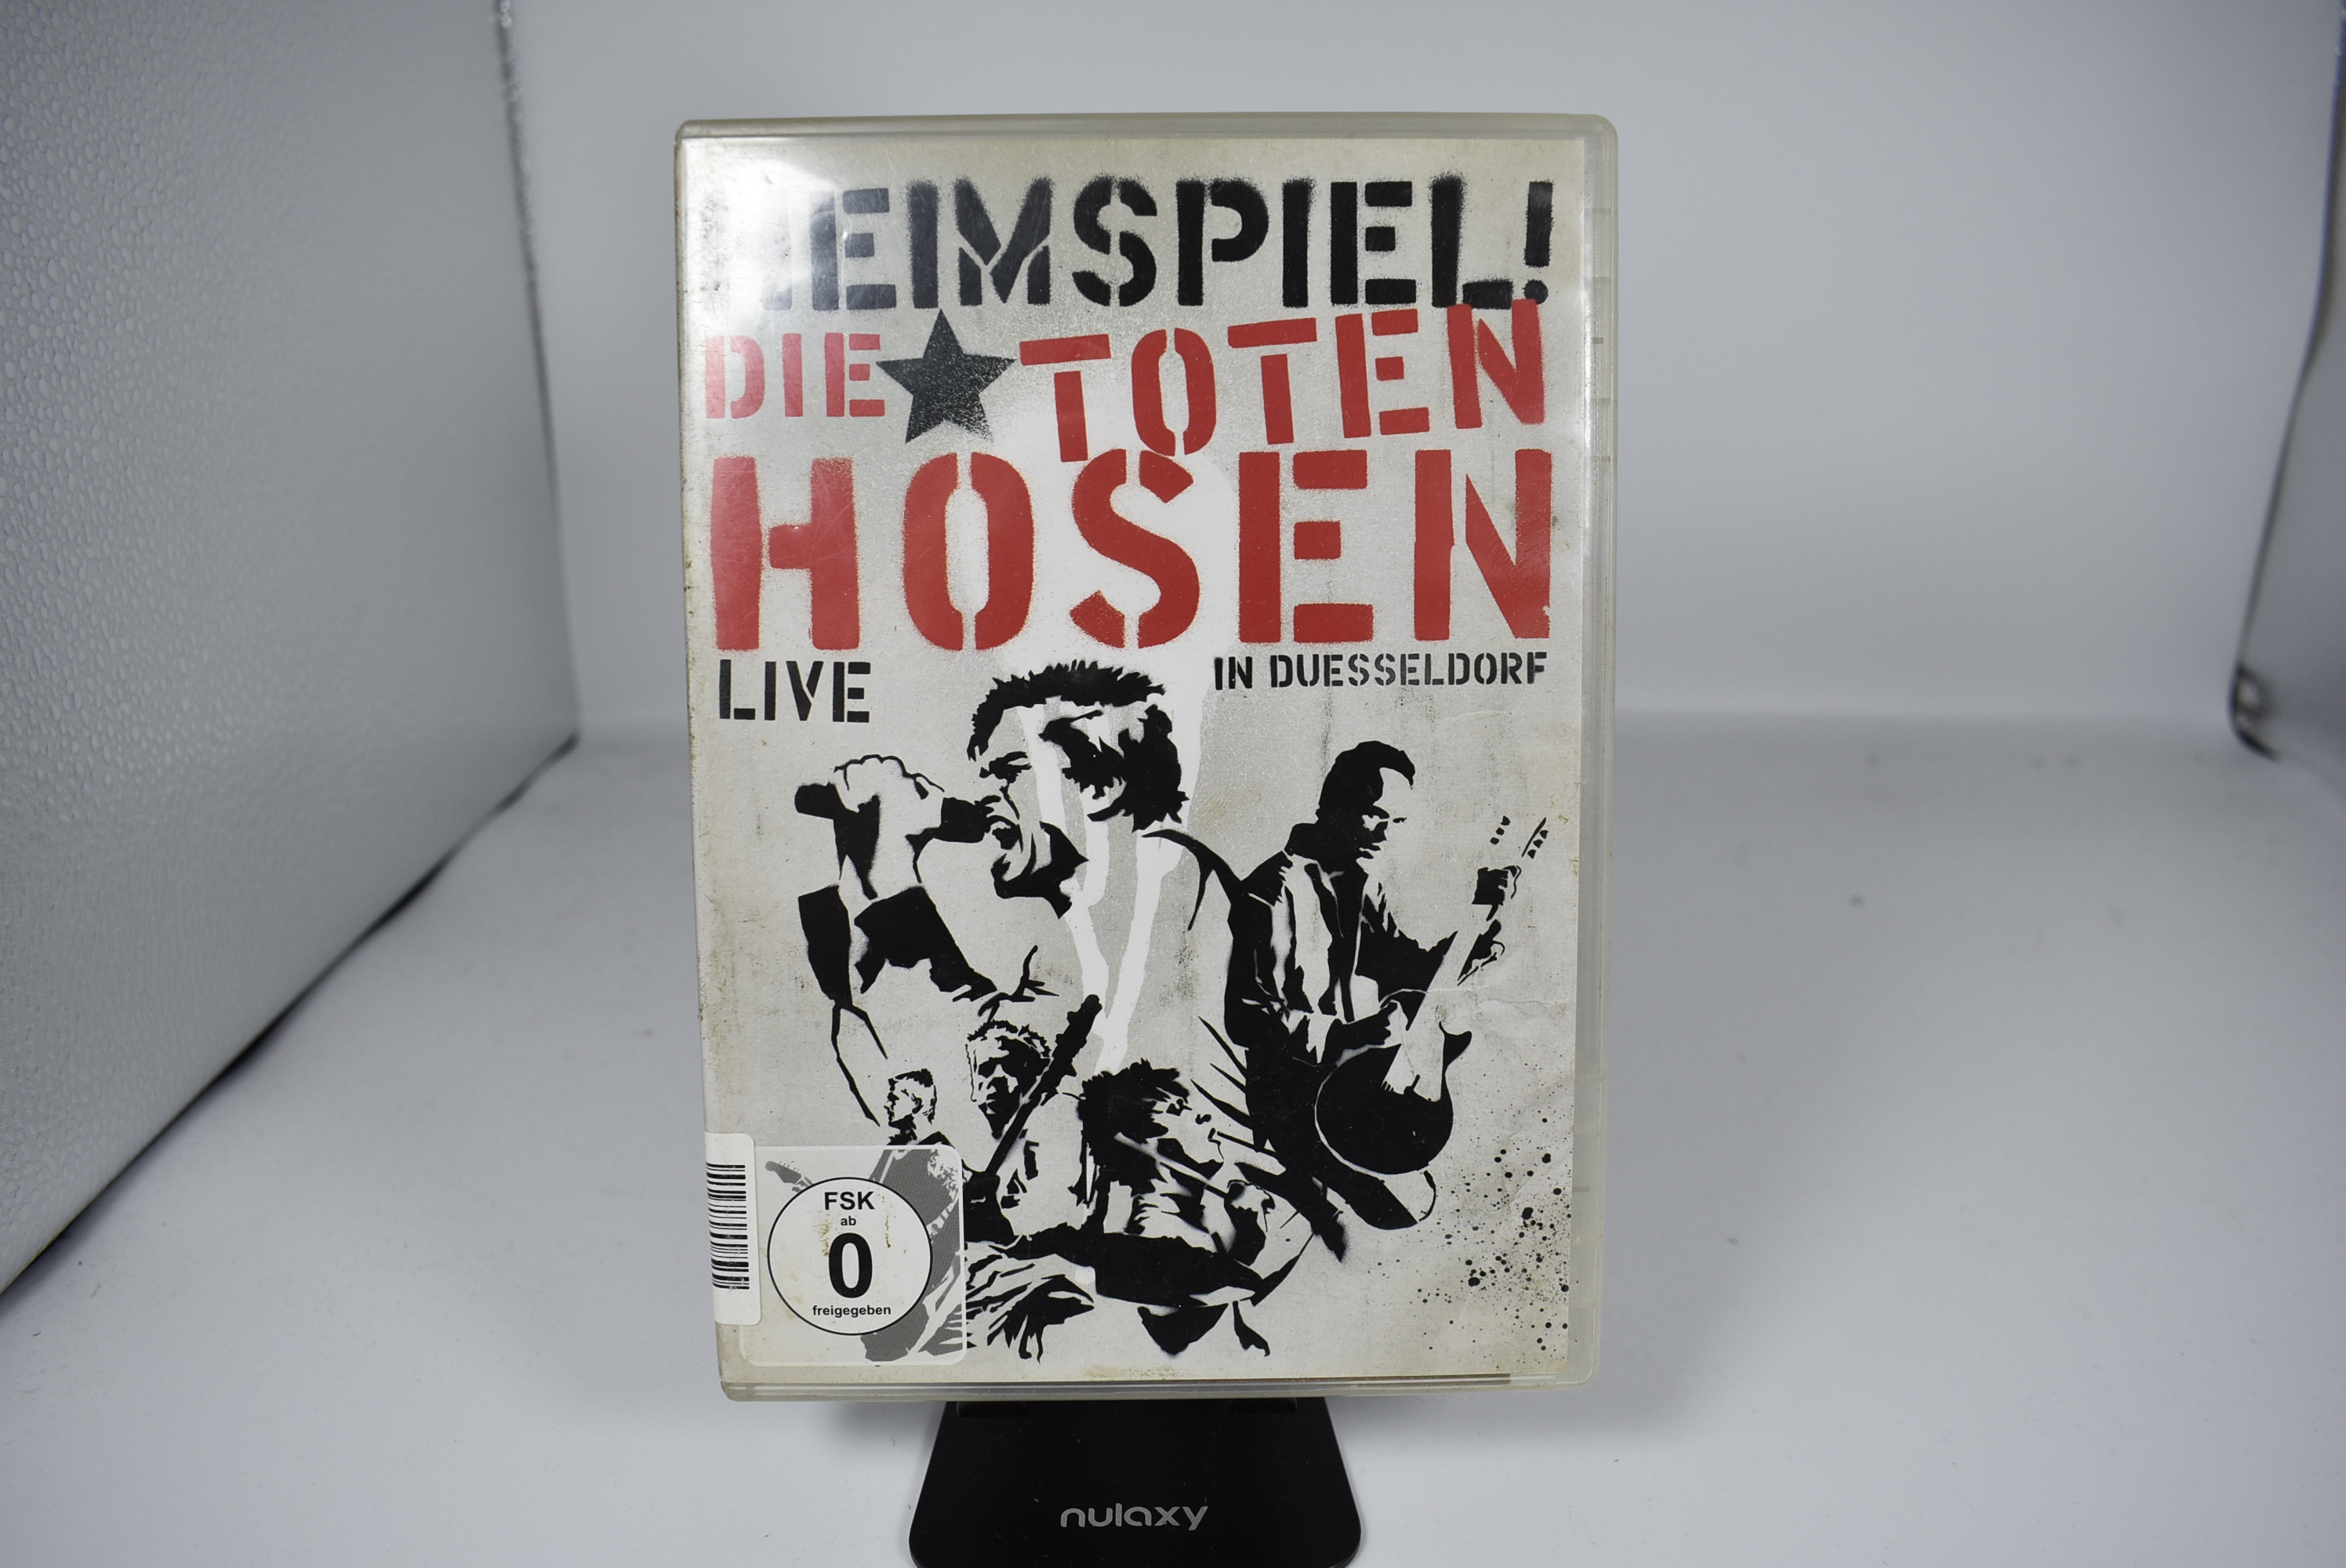 HEIMSPIEL!
DIE ★ TOTEN
HOSEN
LIVE
IN DUESSELDORF
FSK
ab
0
freigegeben
nulaxy